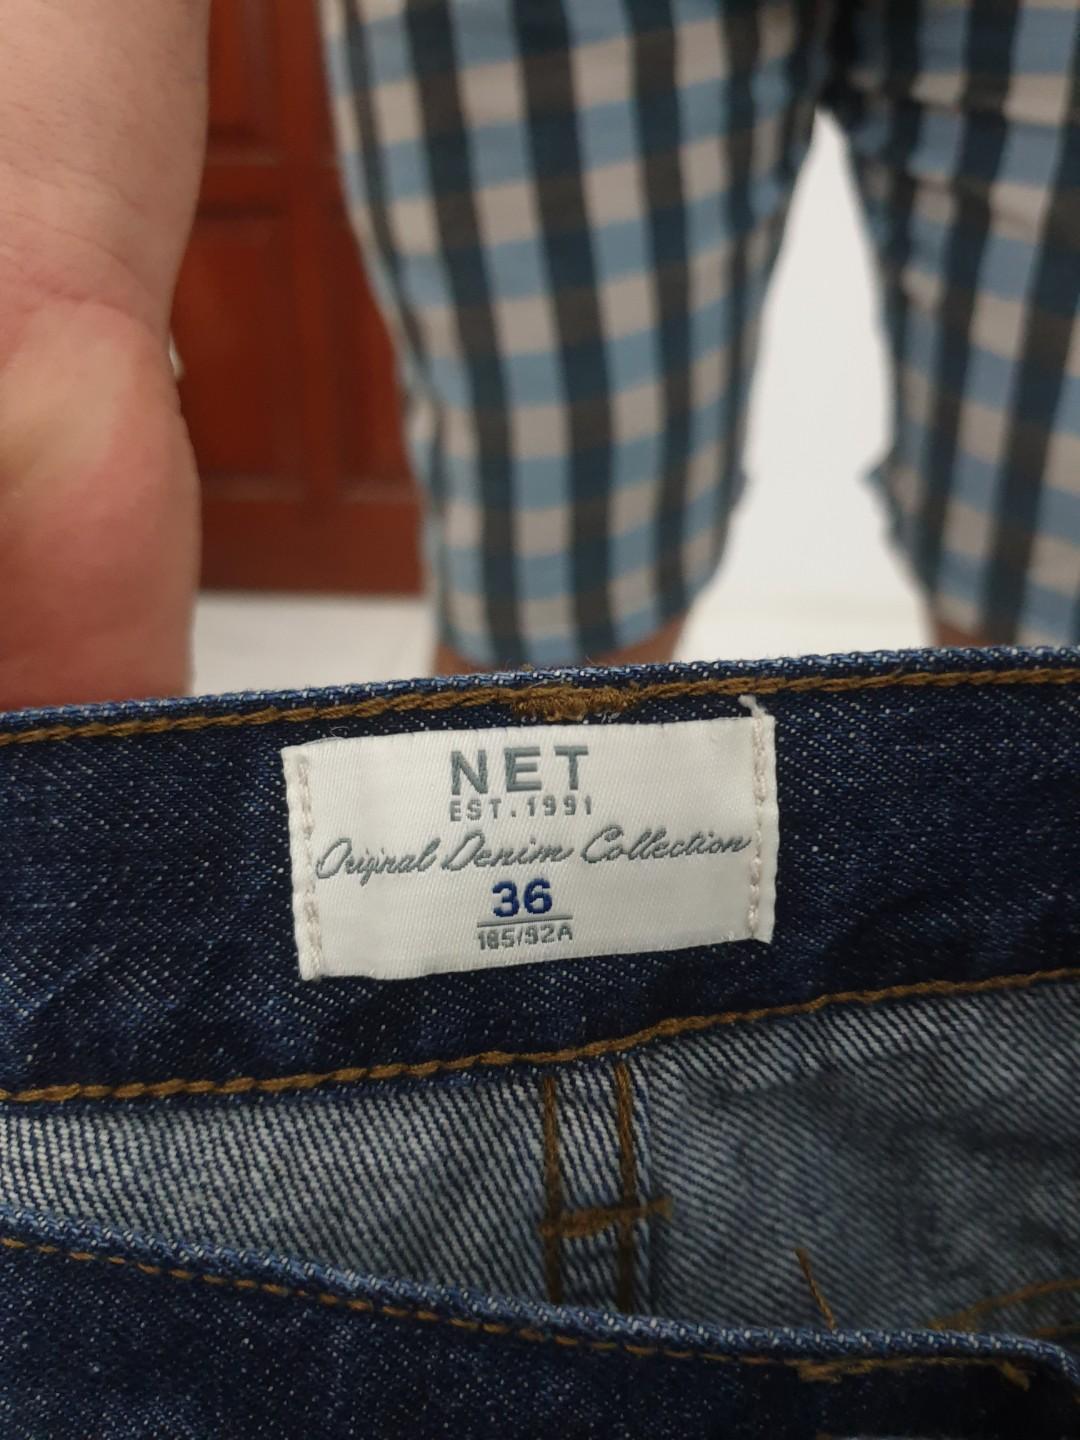 NET
EST.1991
Original Denim Collection
36
185/92A